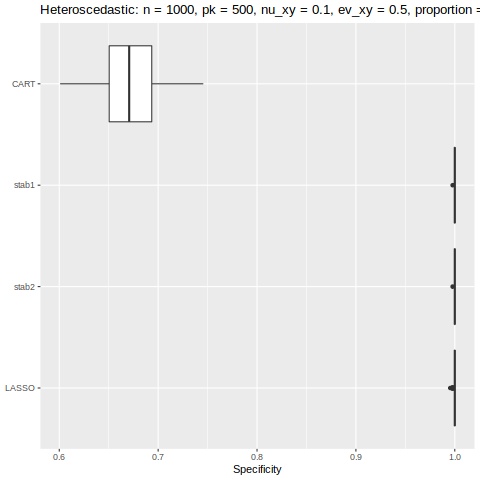 Heteroscedastic: n = 1000, pk = 500, nu_xy = 0.1, ev_xy = 0.5, proportion =
CART
stab1
stab2
LASSO
0.6 0.7 0.8 0.9 1.0
Specificity